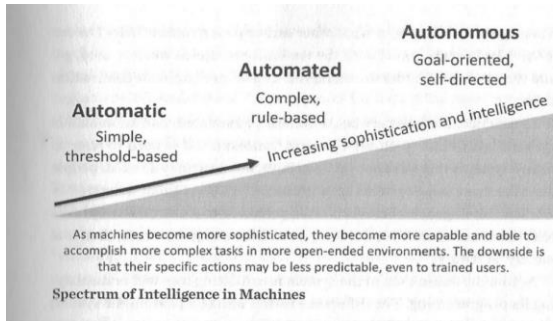 Autonomous
Goal-oriented,
self-directed
Automated
Complex,
rule-based
Automatic
Simple,
threshold-based
Increasing sophistication and intelligence
As machines become more sophisticated, they become more capable and able to
accomplish more complex tasks in more open-ended environments. The downside is
that their specific actions may be less predictable, even to trained users.
Spectrum of Intelligence in Machines